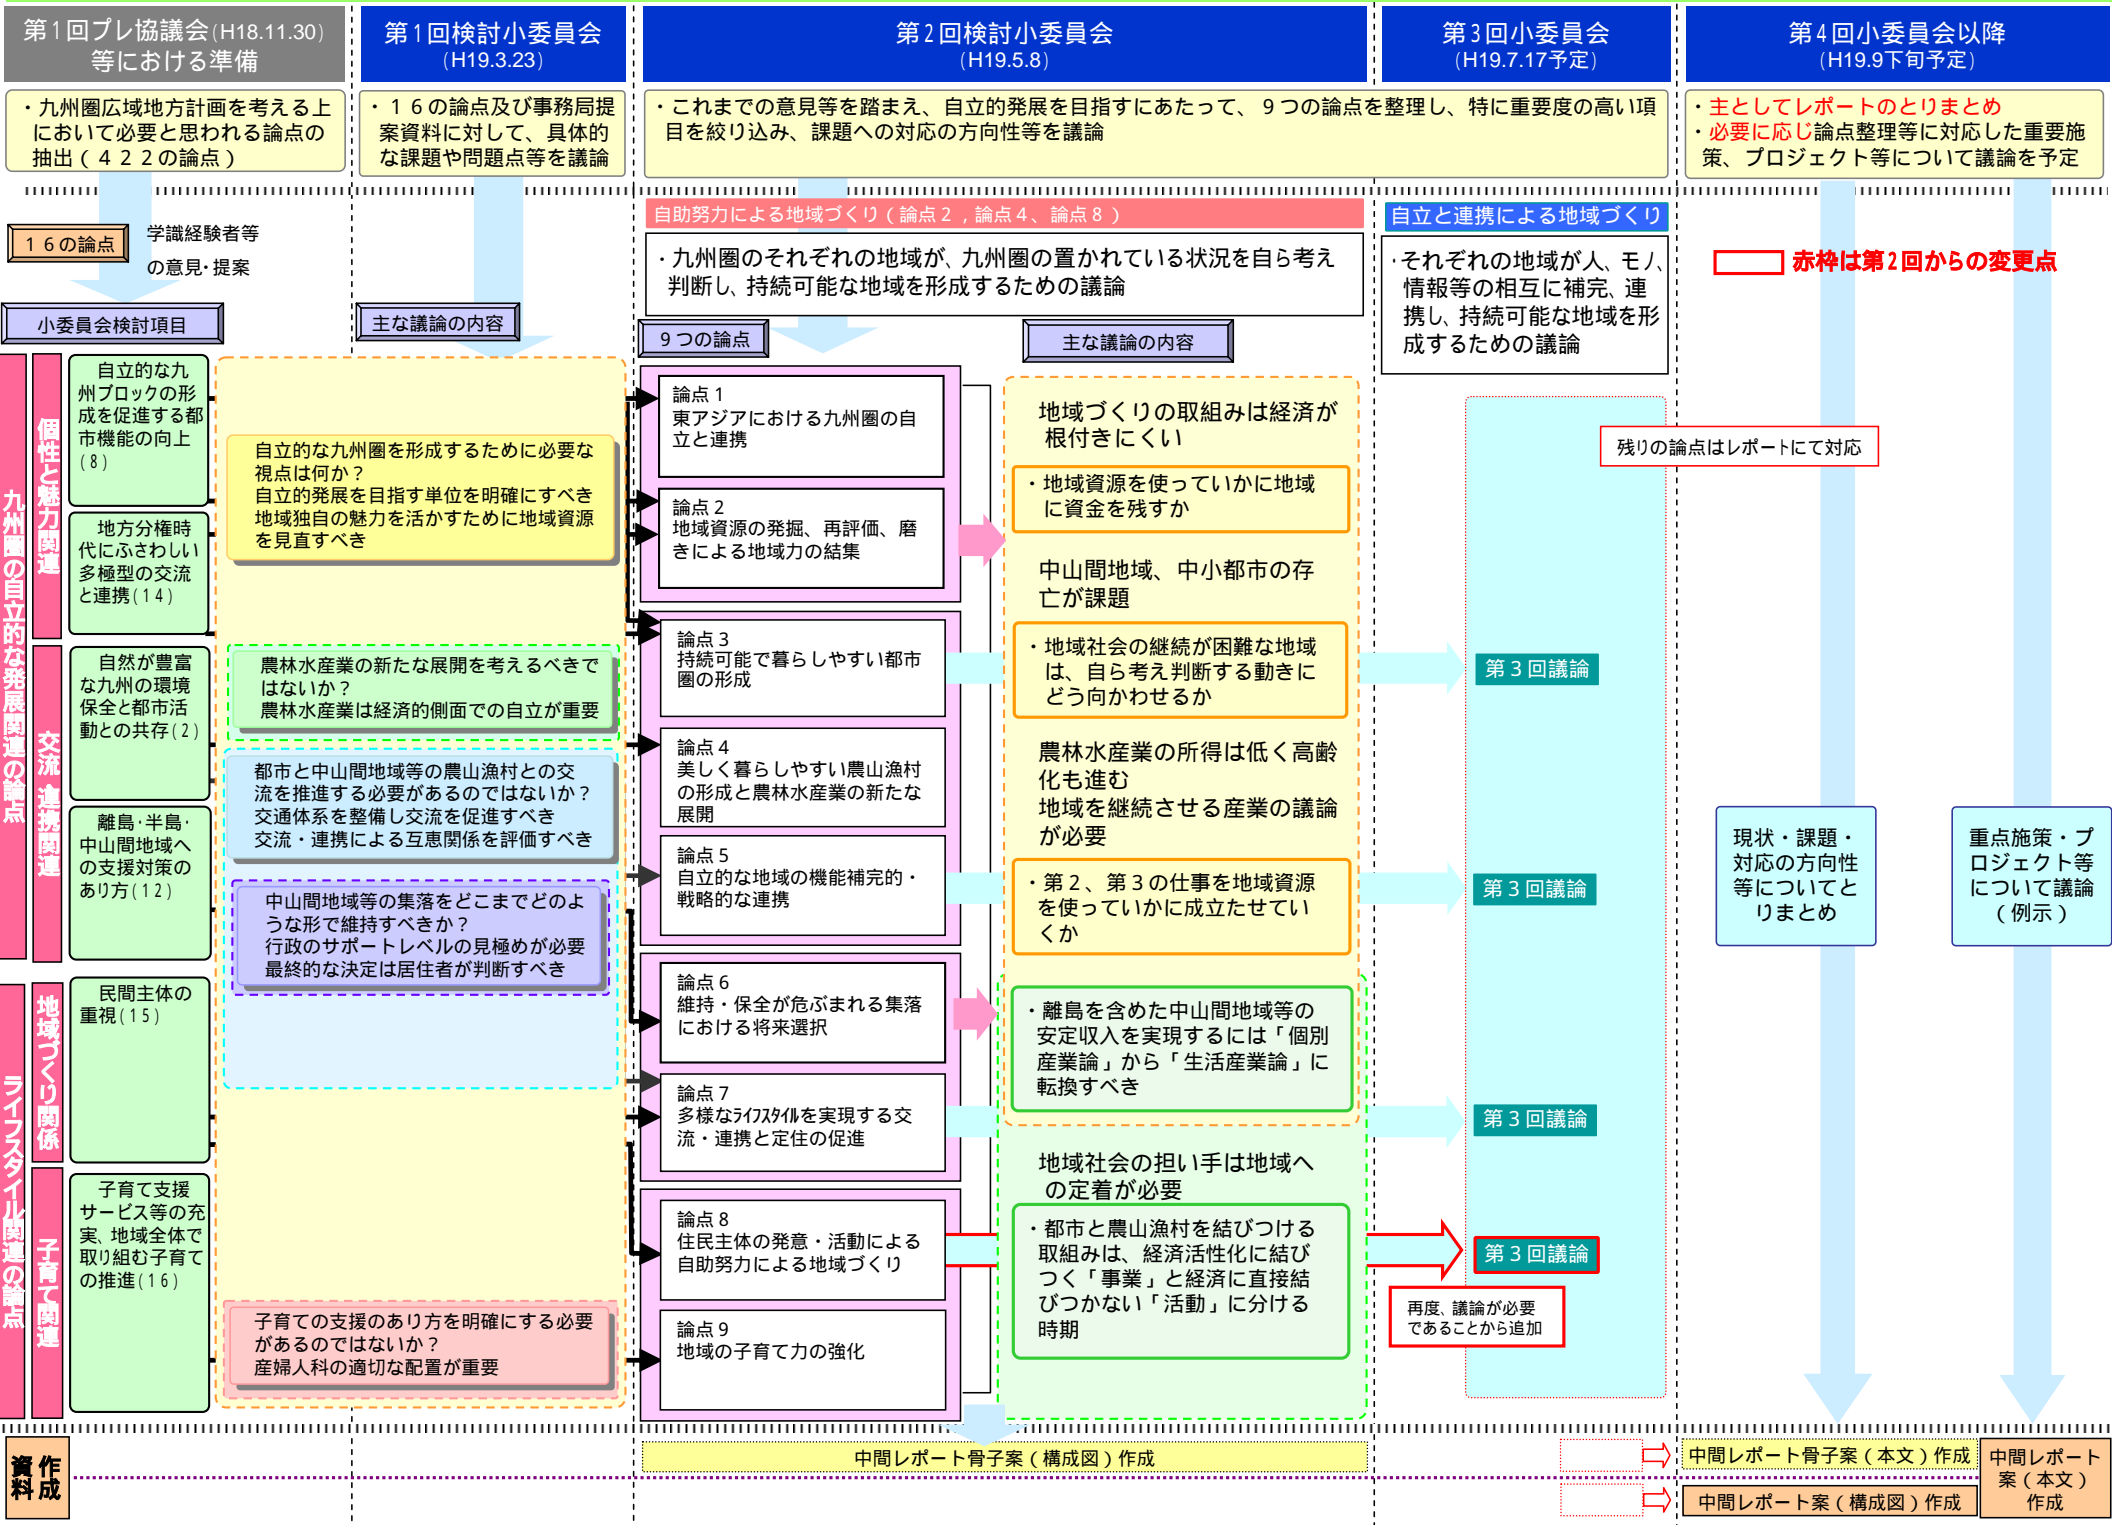 第1回プレ協議会(H18.11.30)
等における準備
第1回検討小委員会
(H19.3.23)
第2回検討小委員会
(H19.5.8)
第3回小委員会
(H19.7.17予定)
第4回小委員会以降
(H19.9下旬予定)
・九州圏広域地方計画を考える上
において必要と思われる論点の
抽出(422の論点)
・16の論点及び事務局提
案資料に対して、具体的
な課題や問題点等を議論
・これまでの意見等を踏まえ、自立的発展を目指すにあたって、9つの論点を整理し、特に重要度の高い項
目を絞り込み、課題への対応の方向性等を議論
・主としてレポートのとりまとめ
・必要に応じ論点整理等に対応した重要施
策、プロジェクト等について議論を予定
16の論点
学識経験者等
の意見・提案
自助努力による地域づくり(論点2,論点4、論点8)
・九州圏のそれぞれの地域が、九州圏の置かれている状況を自ら考え
判断し、持続可能な地域を形成するための議論
自立と連携による地域づくり
・それぞれの地域が人、モノ、
情報等の相互に補完、連
携し、持続可能な地域を形
成するための議論
赤枠は第2回からの変更点
小委員会検討項目
主な議論の内容
9つの論点
主な議論の内容
九州圏の自立的な発展関連の論点
ライフスタイル関連の論点
個性と魅力関連
交流・連携関連
地域づくり関係
子育て関連
自立的な九
州ブロックの形
成を促進する都
市機能の向上
(8)
地方分権時
代にふさわしい
多極型の交流
と連携(14)
自然が豊富
な九州の環境
保全と都市活
動との共存(2)
離島・半島・
中山間地域へ
の支援対策の
あり方(12)
民間主体の
重視(15)
子育て支援
サービス等の充
実、地域全体で
取り組む子育て
の推進(16)
自立的な九州圏を形成するために必要な
視点は何か?
自立的発展を目指す単位を明確にすべき
地域独自の魅力を活かすために地域資源
を見直すべき
農林水産業の新たな展開を考えるべきで
はないか?
農林水産業は経済的側面での自立が重要
都市と中山間地域等の農山漁村との交
流を推進する必要があるのではないか?
交通体系を整備し交流を促進すべき
交流・連携による互恵関係を評価すべき
中山間地域等の集落をどこまでどのよ
うな形で維持すべきか?
行政のサポートレベルの見極めが必要
最終的な決定は居住者が判断すべき
子育ての支援のあり方を明確にする必要
があるのではないか?
産婦人科の適切な配置が重要
論点1
東アジアにおける九州圏の自
立と連携
論点2
地域資源の発掘、再評価、磨
きによる地域力の結集
論点3
持続可能で暮らしやすい都市
圏の形成
論点4
美しく暮らしやすい農山漁村
の形成と農林水産業の新たな
展開
論点5
自立的な地域の機能補完的・
戦略的な連携
論点6
維持・保全が危ぶまれる集落
における将来選択
論点7
多様なライフスタイルを実現する交
流・連携と定住の促進
論点8
住民主体の発意・活動による
自助努力による地域づくり
論点9
地域の子育て力の強化
地域づくりの取組みは経済が
根付きにくい
・地域資源を使っていかに地域
に資金を残すか
中山間地域、中小都市の存
亡が課題
・地域社会の継続が困難な地域
は、自ら考え判断する動きに
どう向かわせるか
農林水産業の所得は低く高齢
化も進む
地域を継続させる産業の議論
が必要
・第2、第3の仕事を地域資源
を使っていかに成立たせてい
くか
・離島を含めた中山間地域等の
安定収入を実現するには「個別
産業論」から「生活産業論」に
転換すべき
地域社会の担い手は地域へ
の定着が必要
・都市と農山漁村を結びつける
取組みは、経済活性化に結び
つく「事業」と経済に直接結
びつかない「活動」に分ける
時期
残りの論点はレポートにて対応
第3回議論
第3回議論
第3回議論
第3回議論
再度、議論が必要
であることから追加
現状・課題・
対応の方向性
等についてと
りまとめ
重点施策・プ
ロジェクト等
について議論
(例示)
資料作成
中間レポート骨子案(構成図)作成
中間レポート骨子案(本文)作成
中間レポート案(構成図)作成
中間レポート
案(本文)
作成